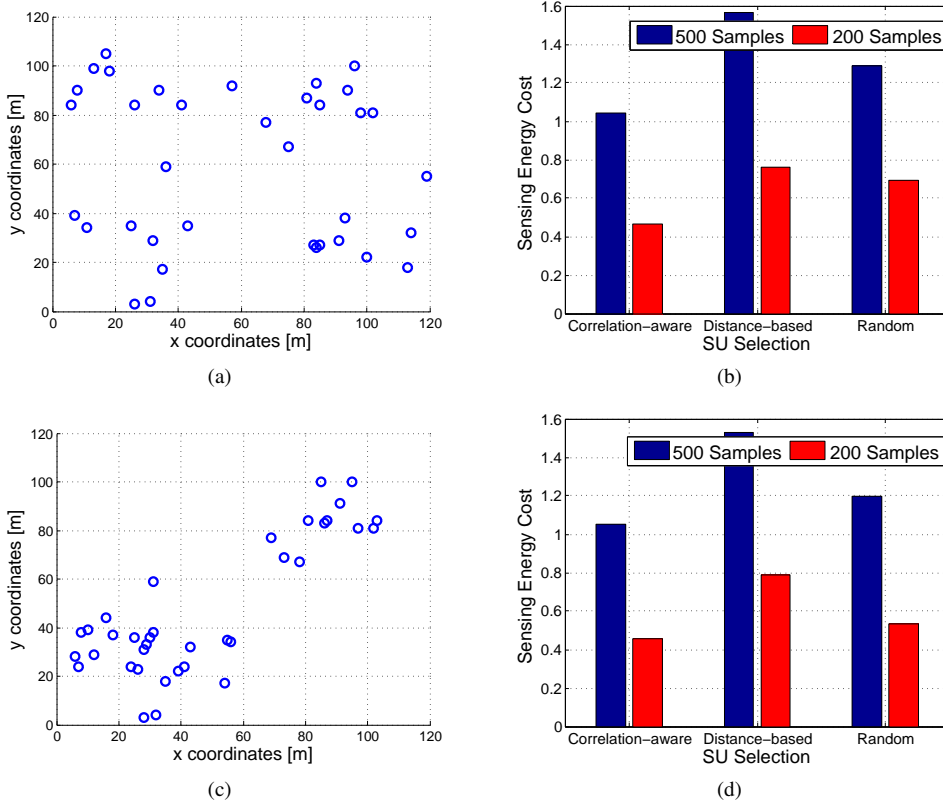 120
100
80
60
40
20
0
0 20 40 60 80 100 120
y coordinates [m]
x coordinates [m]
(a)
1.6
1.4
1.2
1
0.8
0.6
0.4
0.2
0
Sensing Energy Cost
500 Samples 200 Samples
Correlation−aware Distance−based Random
SU Selection
(b)
120
100
80
60
40
20
0
0 20 40 60 80 100 120
y coordinates [m]
x coordinates [m]
(c)
1.6
1.4
1.2
1
0.8
0.6
0.4
0.2
0
Sensing Energy Cost
500 Samples 200 Samples
Correlation−aware Distance−based Random
SU Selection
(d)